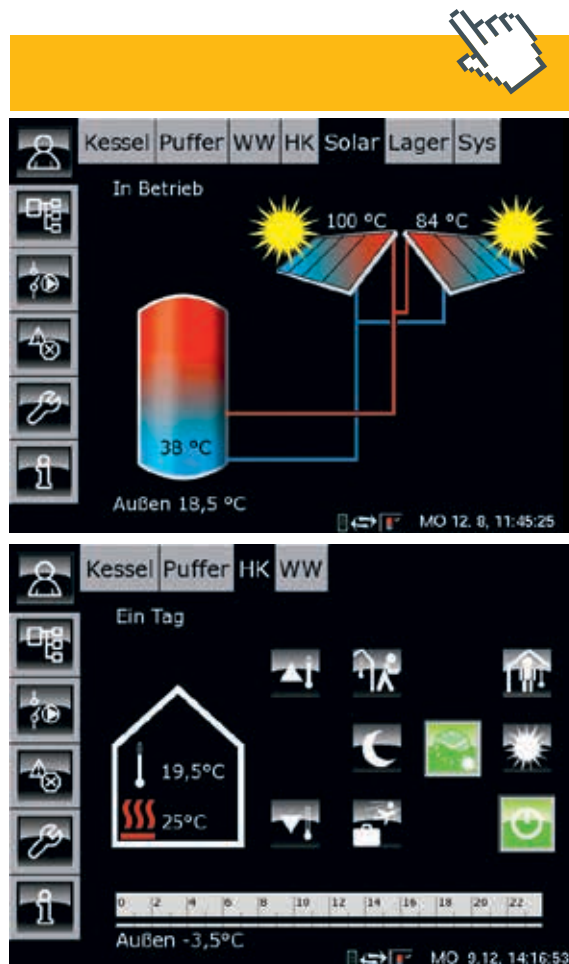 Kessel Puffer WW HK Solar Lager Sys
In Betrieb
100 °C 84 °C
38 °C
Außen 18,5 °C
MO 12. 8, 11:45:25
Kessel Puffer HK WW
Ein Tag
19,5°C
25°C
0 2 4 6 8 10 12 14 16 18 20 22
Außen -3,5°C
MO 9.12, 14:16:53